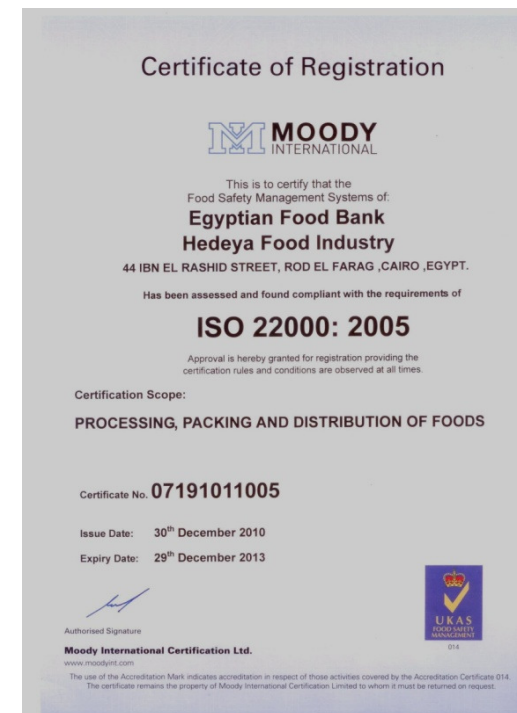 Certificate of Registration
MOODY
INTERNATIONAL
This is to certify that the
Food Safety Management Systems of:
Egyptian Food Bank
Hedeya Food Industry
44 IBN EL RASHID STREET, ROD EL FARAG ,CAIRO ,EGYPT.
Has been assessed and found compliant with the requirements of
ISO 22000: 2005
Approval is hereby granted for registration providing the
certification rules and conditions are observed at all times.
Certification Scope:
PROCESSING, PACKING AND DISTRIBUTION OF FOODS
Certificate No. 07191011005
Issue Date: 30th December 2010
Expiry Date: 29th December 2013
Authorised Signature
UKAS
FOOD SAFETY
MANAGEMENT
014
Moody International Certification Ltd.
www.moodyint.com
The use of the Accreditation Mark indicates accreditation in respect of those activities covered by the Accreditation Certificate 014
The certificate remains the property of Moody International Certification Limited to whom it must be returned on request.